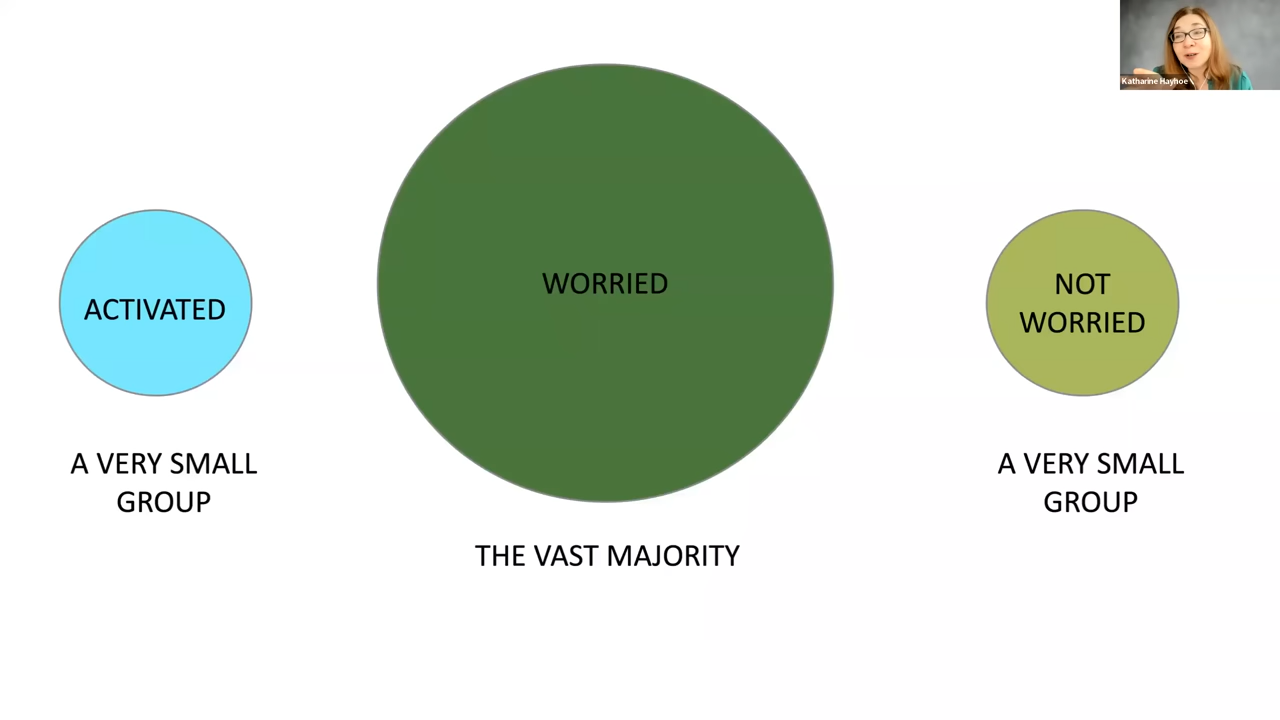 Katharine Hayhoe
ACTIVATED
WORRIED
NOT
WORRIED
A VERY SMALL
GROUP
THE VAST MAJORITY
A VERY SMALL
GROUP